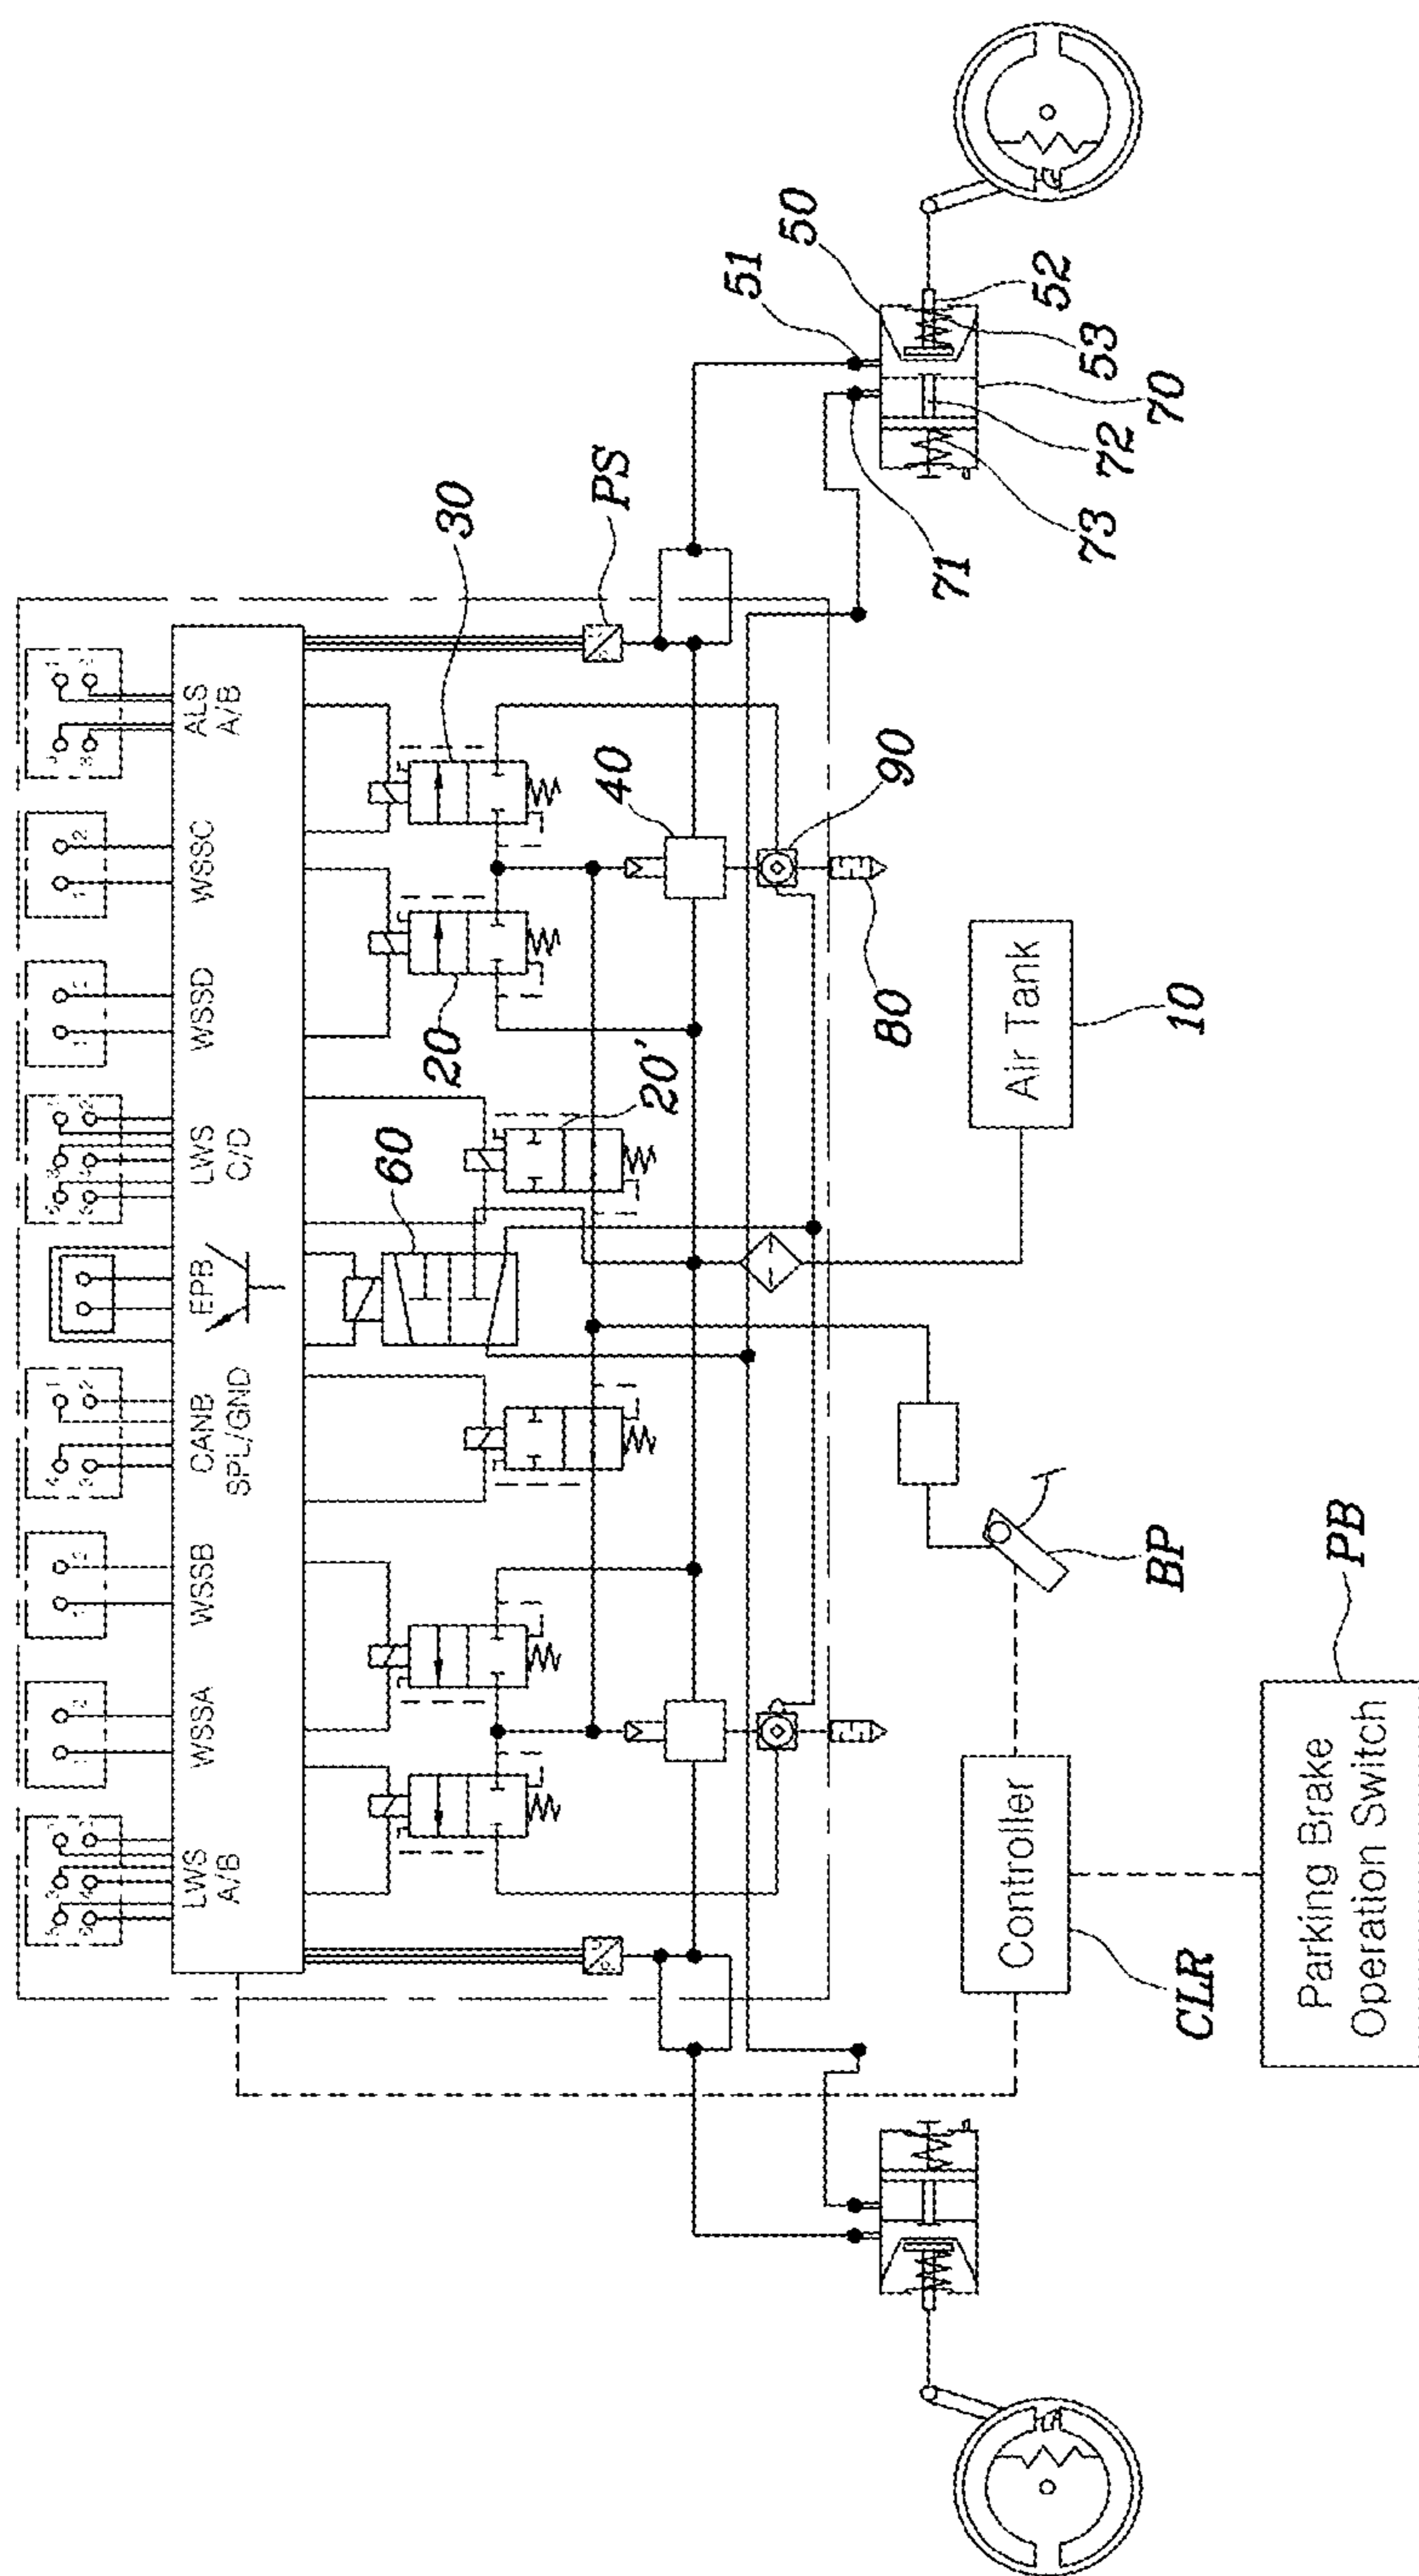 LWS
A/B
WSSA
WSSB
CANB
SPL/GND
EPB
LWS
C/D
WSSD
WSSC
ALS
A/B
30
PS
20
20'
60
40
90
80
50
51
52
53
70
71
72
73
Air Tank
10
BP
Controller
CLR
Parking Brake
Operation Switch
PB